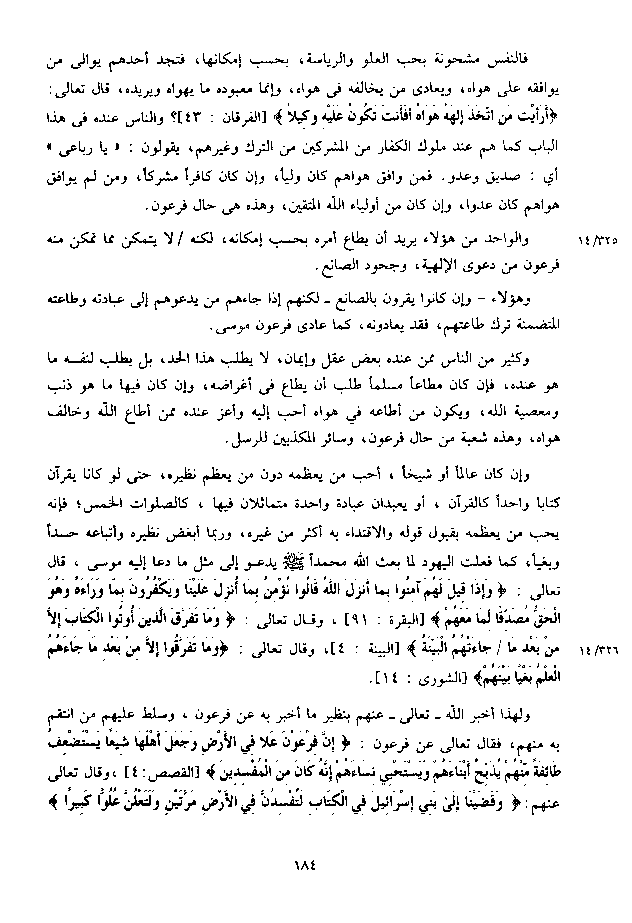 فالنفس مشحونة بحب العلو والرياسة، بحسب إمكانها، فتجد أحدهم يوالى من
يوافقه على هواه، ويعادى من يخالفه فى هواه، وإنما معبوده ما يهواه ويريده، قال تعالى:
﴿أَرَأَيْتَ مَنِ اتَّخَذَ إِلَهَهُ هَوَاهُ أَفَأَنتَ تَكُونُ عَلَيْهِ وَكِيلاً ﴾ [الفرقان : ٤٣]؟ والناس عنده فى هذا
الباب كما هم عند ملوك الكفار من المشركين من الترك وغيرهم، يقولون : « يا رباعى »
أي : صديق وعدو. فمن وافق هواهم كان ولياً، وإن كان كافراً مشركاً، ومن لم يوافق
هواهم كان عدوا، وإن كان من أولياء الله المتقين، وهذه هى حال فرعون.
والواحد من هؤلاء يريد أن يطاع أمره بحسب إمكانه، لكنه / لا يتمكن مما تمكن منه ١٤/٣٢٥
فرعون من دعوى الإلهية، وجحود الصانع.
وهؤلاء – وإن كانوا يقرون بالصانع ـ لكنهم إذا جاءهم من يدعوهم إلى عبادته وطاعته
المتضمنة ترك طاعتهم، فقد يعادونه، كما عادى فرعون موسى.
وكثير من الناس ممن عنده بعض عقل وإيمان، لا يطلب هذا الحد، بل يطلب لنفسه ما
هو عنده، فإن كان مطاعاً مسلماً طلب أن يطاع فى أغراضه، وإن كان فيها ما هو ذنب
ومعصية الله، ويكون من أطاعه فى هواه أحب إليه وأعز عنده ممن أطاع الله وخالف
هواه، وهذه شعبة من حال فرعون، وسائر المكذبين للرسل.
وإن كان عالماً أو شيخاً ، أحب من يعظمه دون من يعظم نظيره، حتى لو كانا يقرآن
كتابا واحداً كالقرآن ، أو يعبدان عبادة واحدة متماثلان فيها ، كالصلوات الخمس؛ فإنه
يحب من يعظمه بقبول قوله والاقتداء به أكثر من غيره، وربما أبغض نظيره وأتباعه حسداً
وبغياً، كما فعلت اليهود لما بعث الله محمداً ﷺ يدعو إلى مثل ما دعا إليه موسى ، قال
تعالى : ﴿ وَإِذَا قِيلَ لَهُمْ آمِنُوا بِمَا أَنزَلَ اللَّهُ قَالُوا نُؤْمِنُ بِمَا أُنزِلَ عَلَيْنَا وَيَكْفُرُونَ بِمَا وَرَاءَهُ وَهُوَ
الْحَقُّ مُصَدِّقًا لِّمَا مَعَهُمْ ﴾ [البقرة : ٩١] ، وقـال تعالى : ﴿ وَمَا تَفَرَّقَ الَّذِينَ أُوتُوا الْكِتَابَ إِلاَّ
مِنْ بَعْدِ مَا / جَاءَتْهُمُ الْبَيِّنَةُ ﴾ [البينة : ٤]، وقال تعالى : ﴿وَمَا تَفَرَّقُوا إِلاَّ مِنْ بَعْدِ مَا جَاءَهُمُ ١٤/٣٢٦
الْعِلْمُ بَغْيًا بَيْنَهُمْ﴾ [الشورى : ١٤].
ولهذا أخبر الله ـ تعالى ـ عنهم بنظير ما أخبر به عن فرعون ، وسلط عليهم من انتقم
به منهم، فقال تعالى عن فرعون : ﴿ إِنَّ فِرْعَوْنَ عَلا فِي الأَرْضِ وَجَعَلَ أَهْلَهَا شِيَعًا يَسْتَضْعِفُ
طَائِفَةً مِّنْهُمْ يُذَبِّحُ أَبْنَاءَهُمْ وَيَسْتَحْيِي نِسَاءَهُمْ إِنَّهُ كَانَ مِنَ الْمُفْسِدِينَ ﴾ [القصص: ٤] ،وقال تعالى
عنهم: ﴿ وَقَضَيْنَا إِلَىٰ بَنِي إِسْرَائِيلَ فِي الْكِتَابِ لَتُفْسِدُنَّ فِي الأَرْضِ مَرَّتَيْنِ وَلَتَعْلُنَّ عُلُوًّا كَبِيرًا ﴾
١٨٤